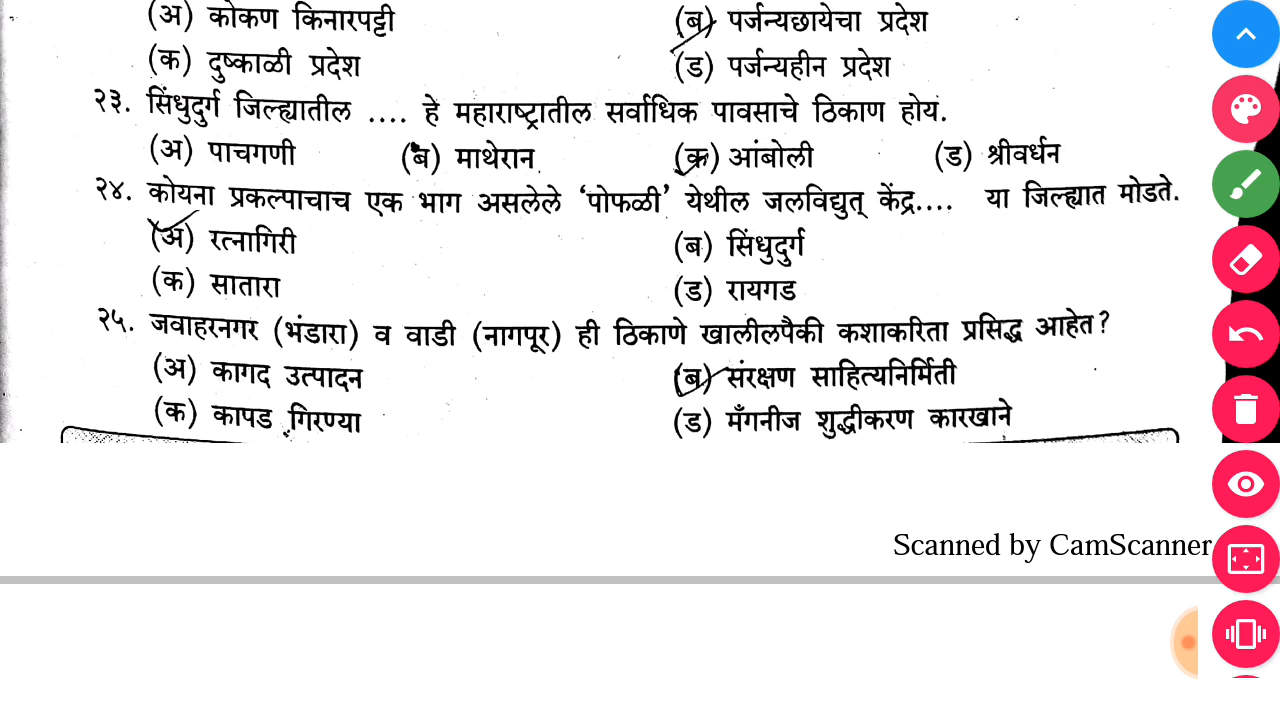 (अ) कोकण किनारपट्टी (ब) पर्जन्यछायेचा प्रदेश
(क) दुष्काळी प्रदेश (ड) पर्जन्यहीन प्रदेश
२३. सिंधुदुर्ग जिल्ह्यातील .... हे महाराष्ट्रातील सर्वाधिक पावसाचे ठिकाण होय.
(अ) पाचगणी (ब) माथेरान (क) आंबोली (ड) श्रीवर्धन
२४. कोयना प्रकल्पाचाच एक भाग असलेले ‘पोफळी’ येथील जलविद्युत् केंद्र.... या जिल्ह्यात मोडते.
(अ) रत्नागिरी (ब) सिंधुदुर्ग
(क) सातारा (ड) रायगड
२५. जवाहरनगर (भंडारा) व वाडी (नागपूर) ही ठिकाणे खालीलपैकी कशाकरिता प्रसिद्ध आहेत?
(अ) कागद उत्पादन (ब) संरक्षण साहित्यनिर्मिती
(क) कापड गिरण्या (ड) मँगनीज शुद्धीकरण कारखाने
Scanned by CamScanner